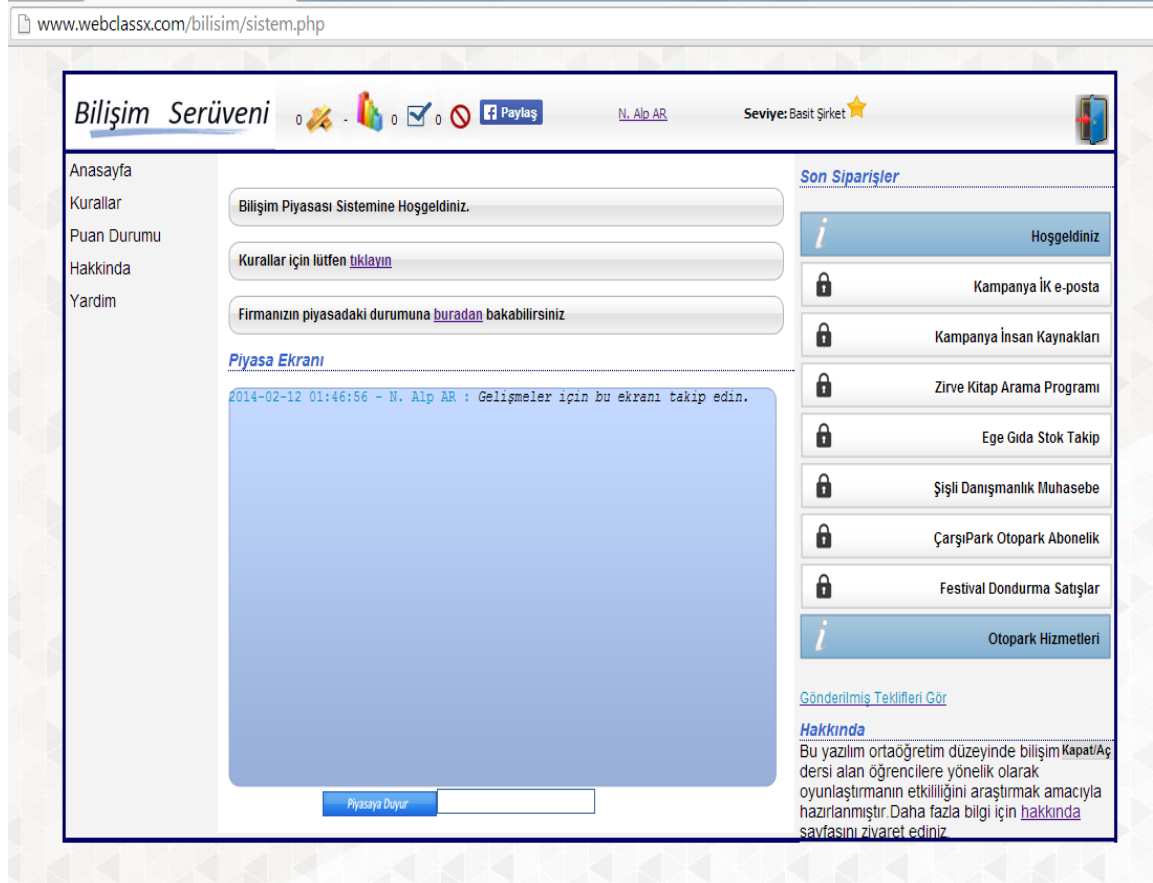 www.webclassx.com/bilisim/sistem.php
Bilişim Serüveni
0 - 0 0 Paylaş N. Alp AR Seviye: Basit Şirket
Anasayfa
Kurallar
Puan Durumu
Hakkinda
Yardim
Bilişim Piyasası Sistemine Hoşgeldiniz.
Kurallar için lütfen tıklayın
Firmanızın piyasadaki durumuna buradan bakabilirsiniz
Piyasa Ekranı
2014-02-12 01:46:56 - N. Alp AR : Gelişmeler için bu ekranı takip edin.
Piyasaya Duyur
Son Siparişler
Hoşgeldiniz
Kampanya İK e-posta
Kampanya İnsan Kaynakları
Zirve Kitap Arama Programı
Ege Gıda Stok Takip
Şişli Danışmanlık Muhasebe
ÇarşıPark Otopark Abonelik
Festival Dondurma Satışlar
Otopark Hizmetleri
Gönderilmiş Teklifleri Gör
Hakkında
Bu yazılım ortaöğretim düzeyinde bilişim Kapat/Aç
dersi alan öğrencilere yönelik olarak
oyunlaştırmanın etkililiğini araştırmak amacıyla
hazırlanmıştır.Daha fazla bilgi için hakkında
sayfasını ziyaret ediniz.